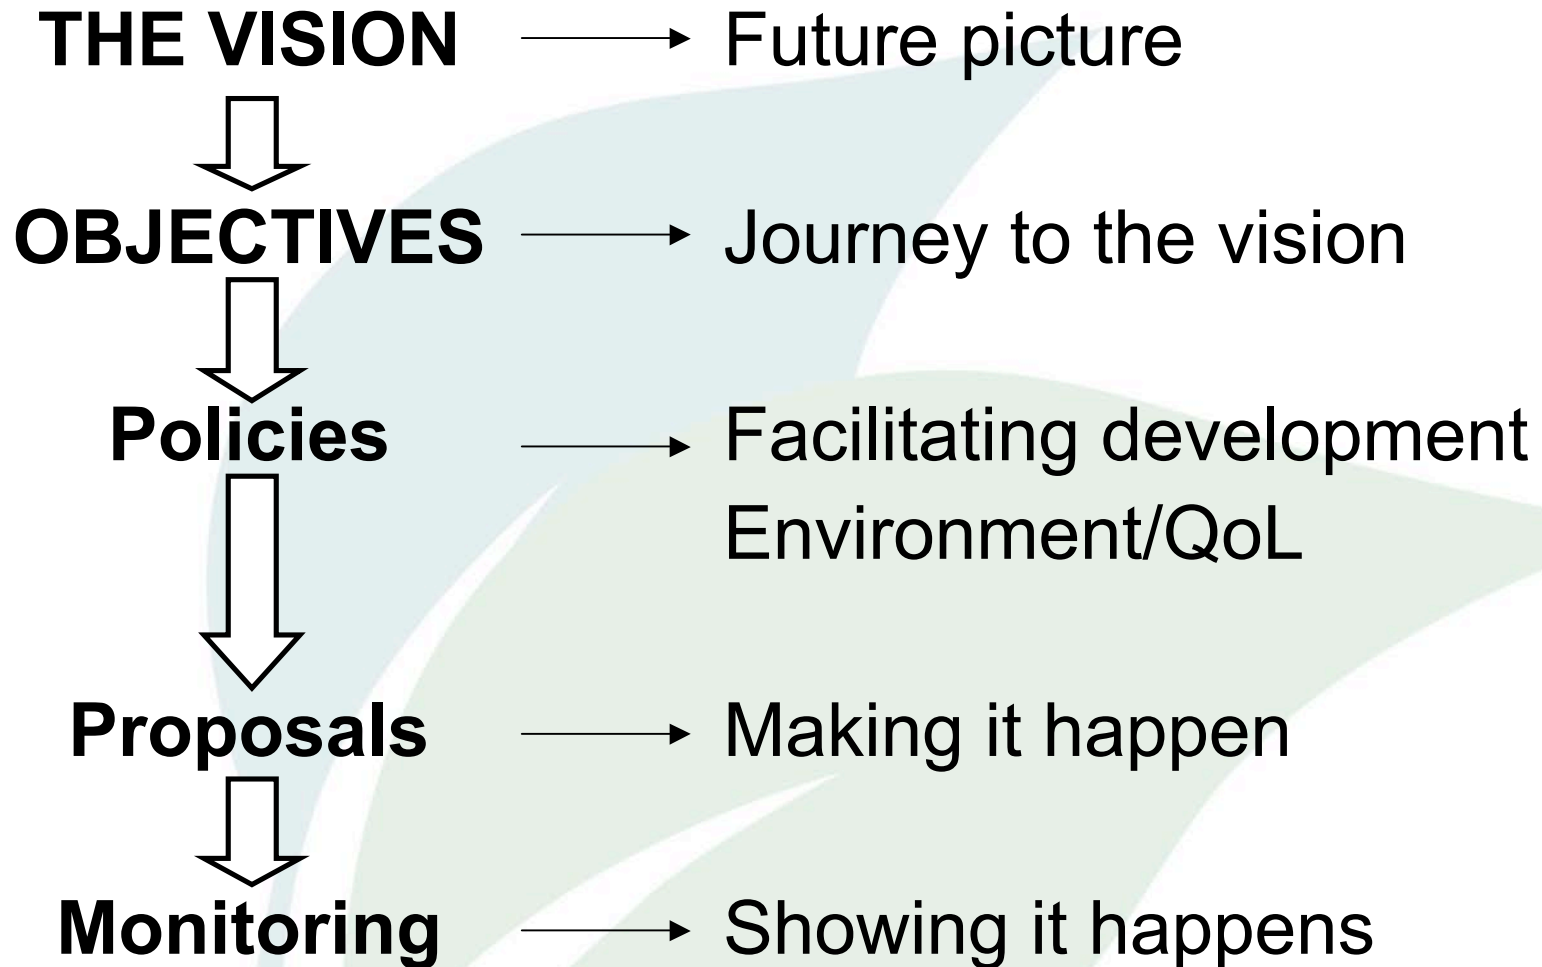 THE VISION Future picture
OBJECTIVES Journey to the vision
Policies Facilitating development
Environment/QoL
Proposals Making it happen
Monitoring Showing it happens